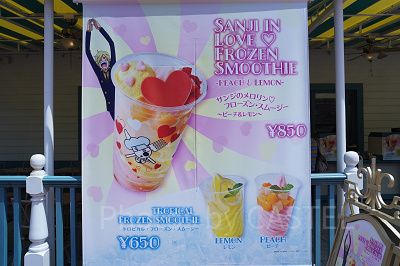 SANJI IN
LOVE ♡
FROZEN
SMOOTHIE
-PEACH & LEMON-
サンジのメロリン♡
フローズン・スムージー
～ピーチ&レモン～
¥850
TROPICAL
FROZEN SMOOTHIE
トロピカル・フローズン・スムージー
¥650
LEMON
レモン
PEACH
ピーチ
Photo by CASTEL